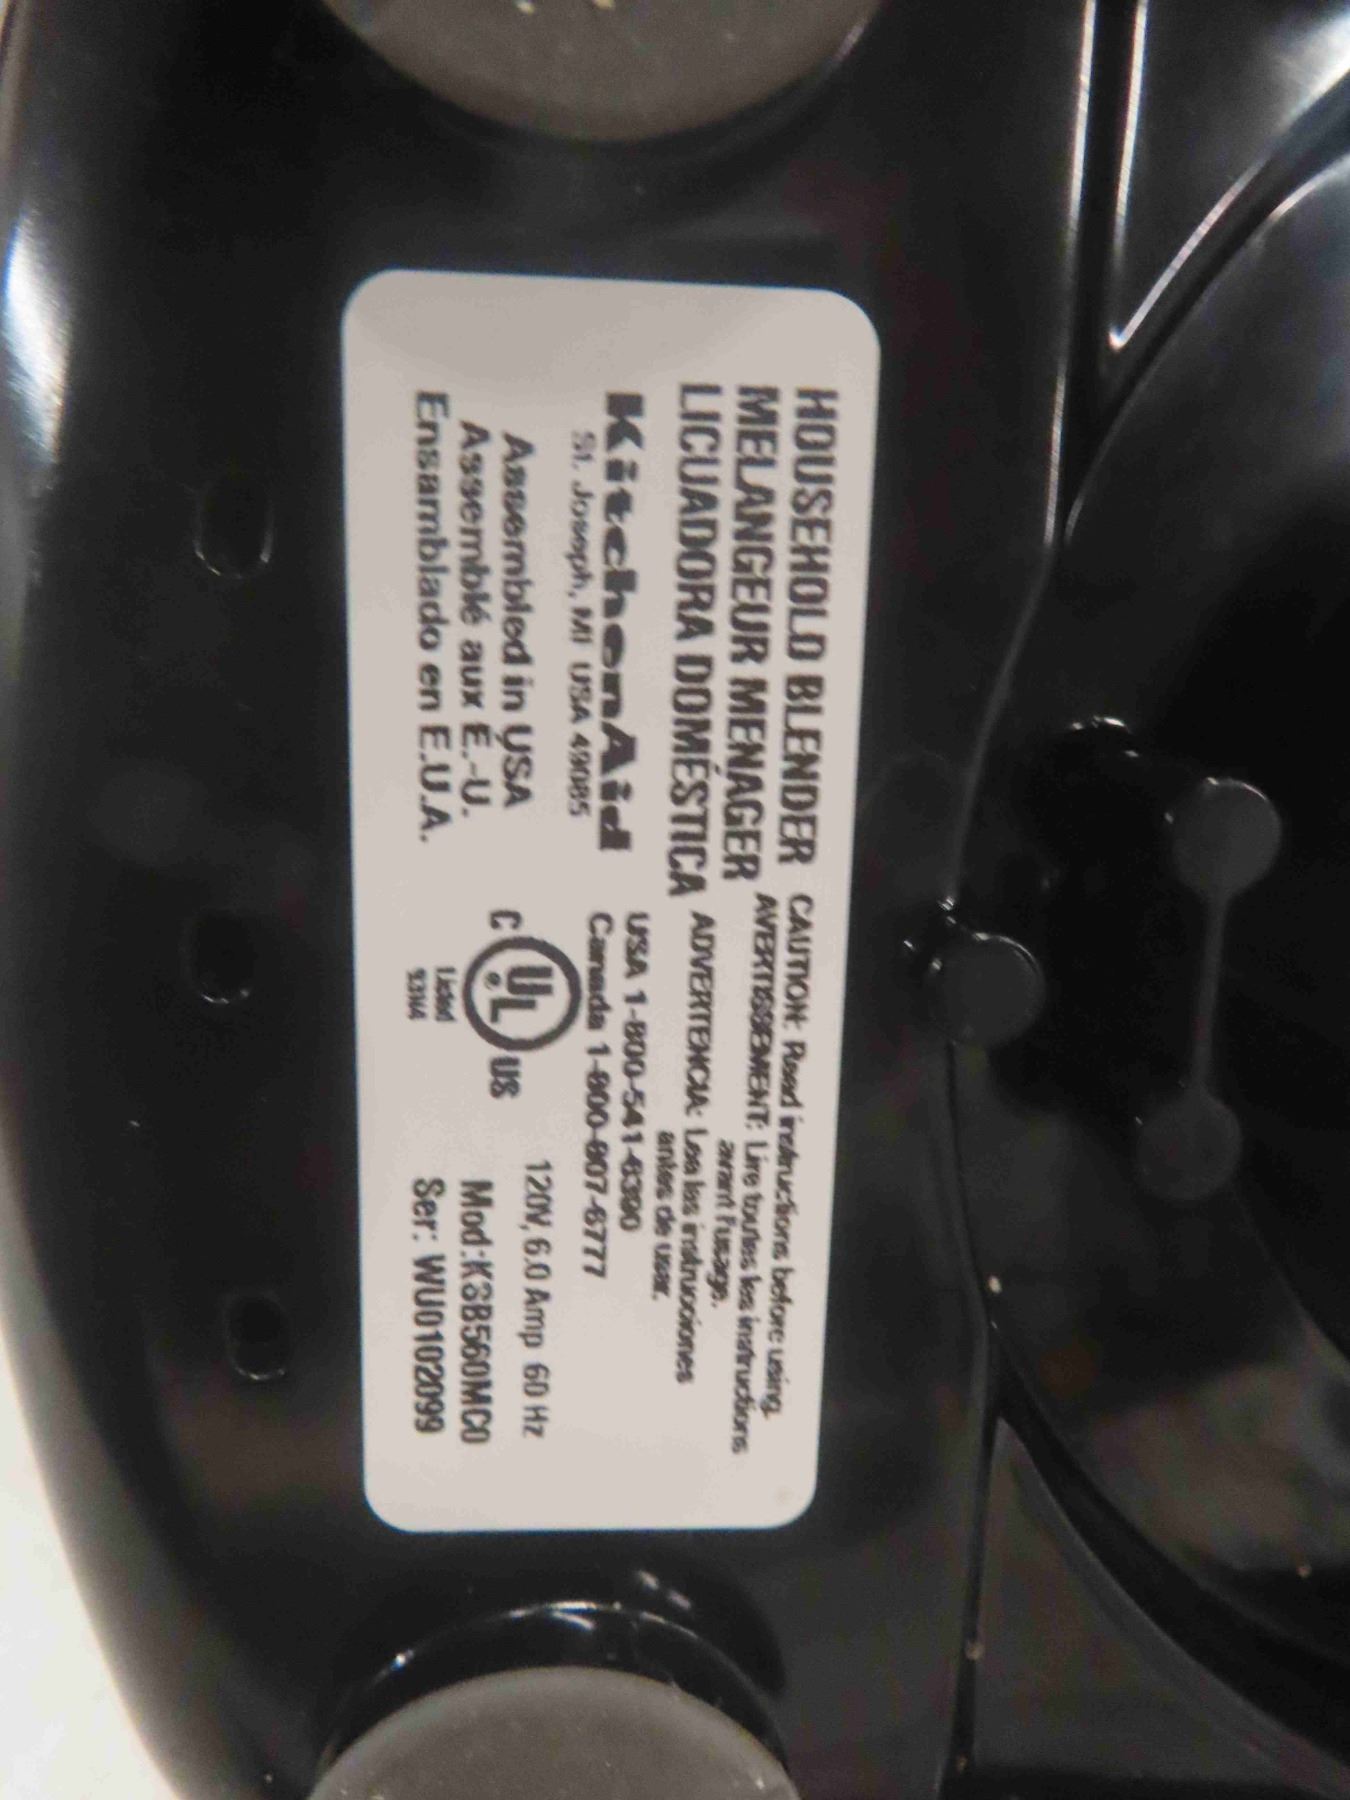 HOUSEHOLD BLENDER
MELANGEUR MENAGER
LICUADORA DOMÉSTICA
CAUTION: Read instructions before using.
AVERTISSEMENT: Lire toutes les instructions
avant l'usage.
ADVERTENCIA: Lea las instrucciones
antes de usar.
KitchenAid
St. Joseph, MI USA 49085
USA 1-800-541-6390
Canada 1-800-807-6777
Assembled in USA
Assemblé aux É.-U.
Ensamblado en E.U.A.
C UL US
Listed
120V, 6.0 Amp 60 Hz
Mod:KSB560MC0
Ser: WU0102099